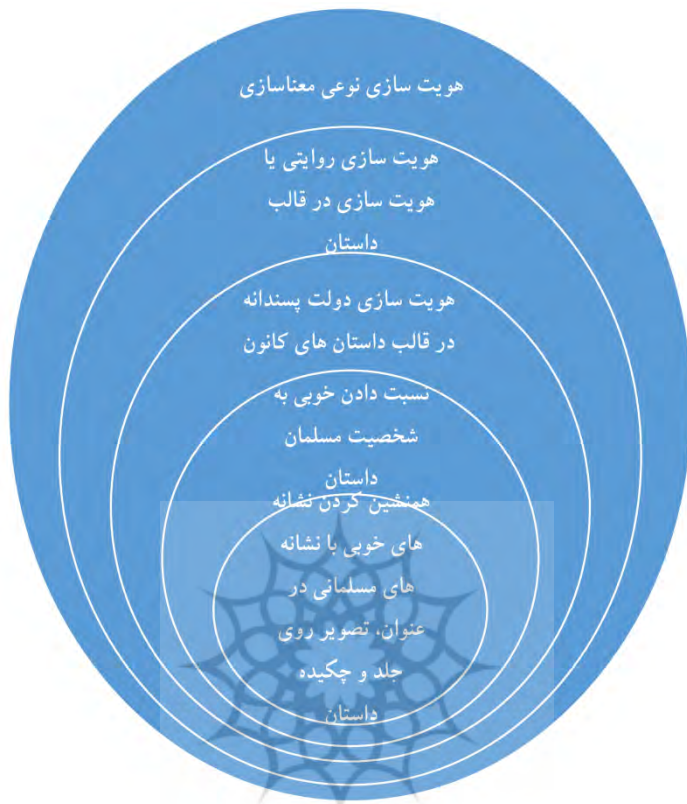 هویت سازی نوعی معناسازی
هویت سازی روایتی یا
هویت سازی در قالب
داستان
هویت سازی دولت پسندانه
در قالب داستان های کانون
نسبت دادن خوبی به
شخصیت مسلمان
داستان
همنشین کردن نشانه
های خوبی با نشانه
های مسلمانی در
عنوان، تصویر روی
جلد و چکیده
داستان